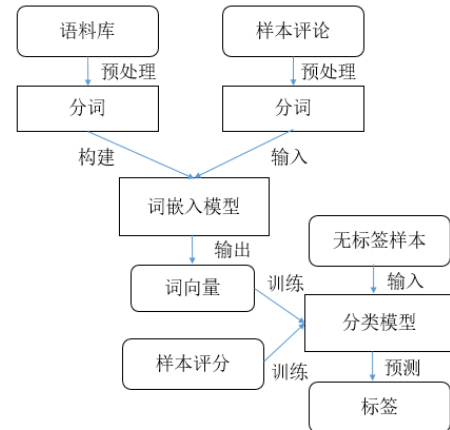 语料库
样本评论
预处理
预处理
分词
分词
构建
输入
词嵌入模型
输出
无标签样本
词向量
训练
输入
分类模型
样本评分
训练
预测
标签